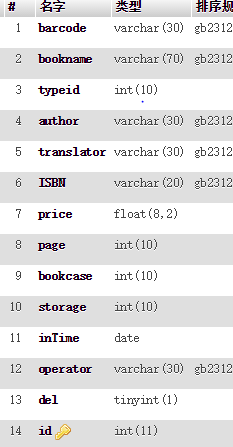 # 名字 类型 排序规
1 barcode varchar(30) gb2312
2 bookname varchar(70) gb2312
3 typeid int(10)
4 author varchar(30) gb2312
5 translator varchar(30) gb2312
6 ISBN varchar(20) gb2312
7 price float(8,2)
8 page int(10)
9 bookcase int(10)
10 storage int(10)
11 inTime date
12 operator varchar(30) gb2312
13 del tinyint(1)
14 id int(11)